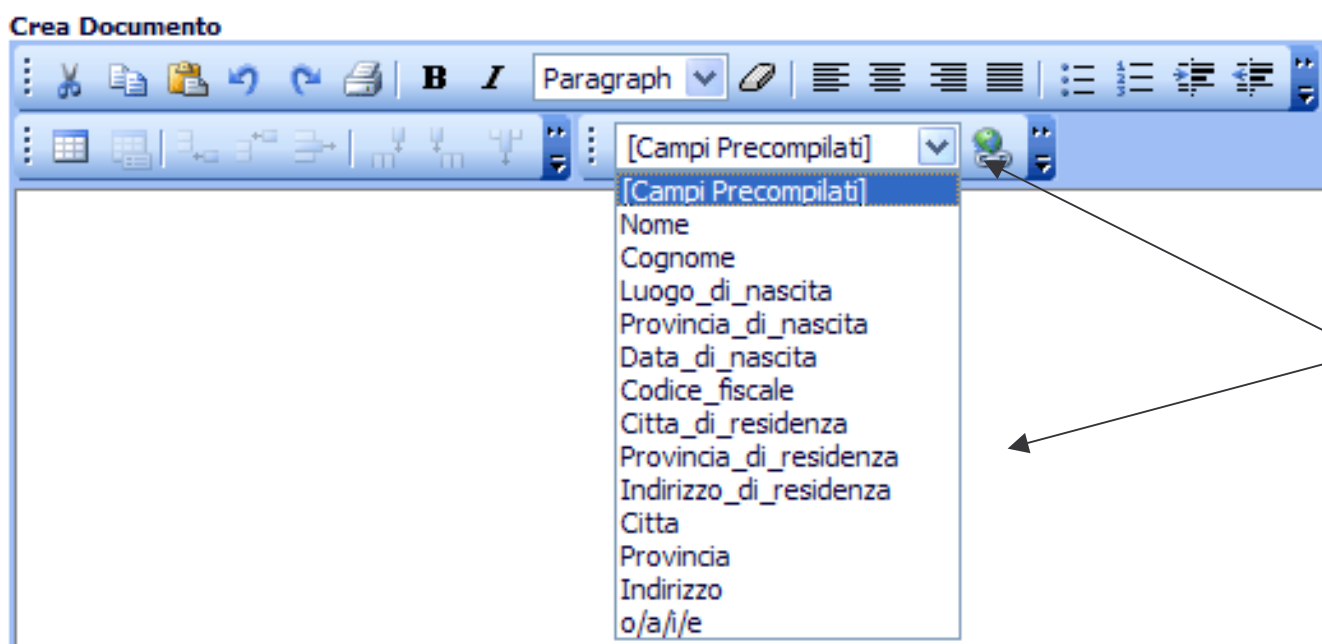 Crea Documento
B I Paragraph
[Campi Precompilati]
[Campi Precompilati]
Nome
Cognome
Luogo_di_nascita
Provincia_di_nascita
Data_di_nascita
Codice_fiscale
Citta_di_residenza
Provincia_di_residenza
Indirizzo_di_residenza
Citta
Provincia
Indirizzo
o/a/i/e